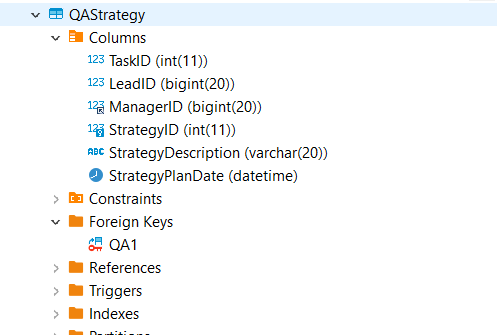 QAStrategy
Columns
123 TaskID (int(11))
123 LeadID (bigint(20))
123 ManagerID (bigint(20))
123 StrategyID (int(11))
ABC StrategyDescription (varchar(20))
StrategyPlanDate (datetime)
Constraints
Foreign Keys
QA1
References
Triggers
Indexes